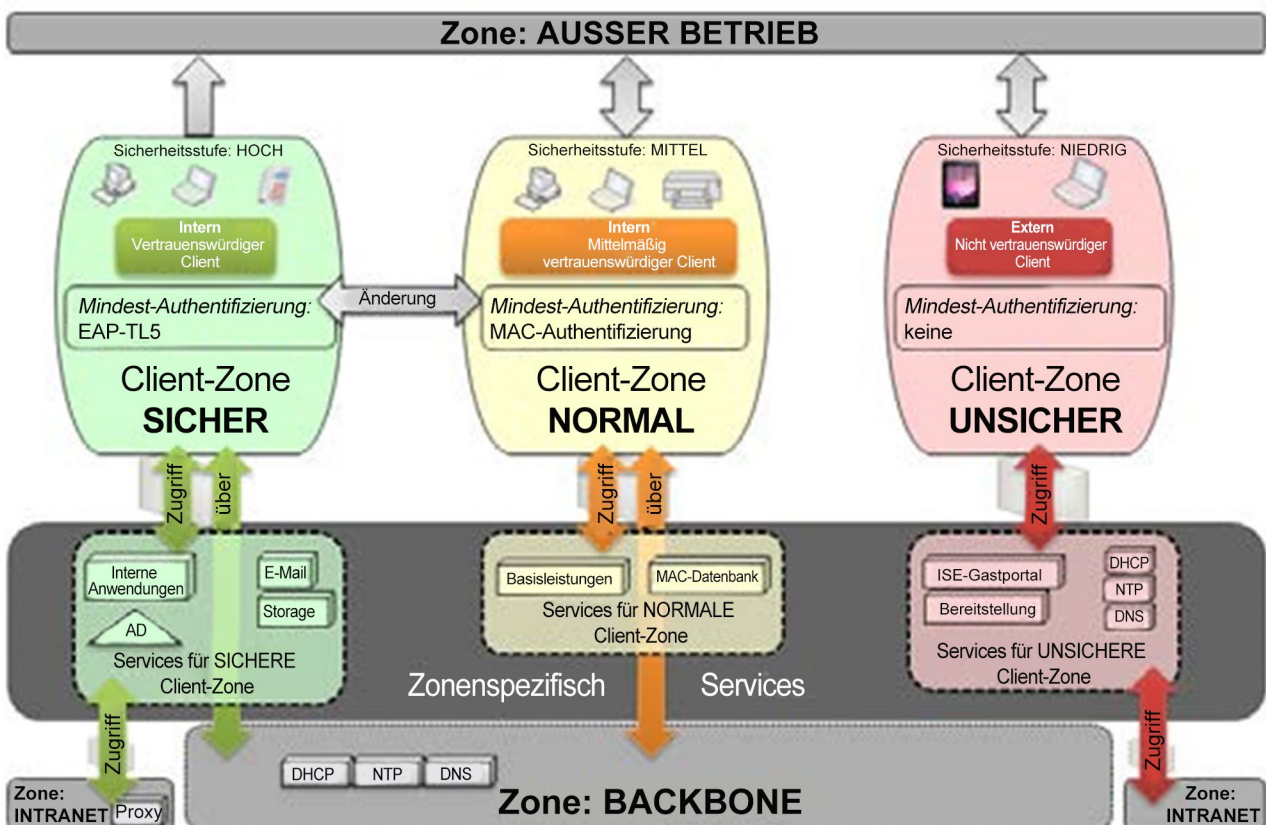 Zone: AUSSER BETRIEB
Sicherheitsstufe: HOCH
Intern
Vertrauenswürdiger
Client
Mindest-Authentifizierung:
EAP-TL5
Client-Zone
SICHER
Änderung
Sicherheitsstufe: MITTEL
Intern
Mittelmäßig
vertrauenswürdiger Client
Mindest-Authentifizierung:
MAC-Authentifizierung
Client-Zone
NORMAL
Sicherheitsstufe: NIEDRIG
Extern
Nicht vertrauenswürdiger
Client
Mindest-Authentifizierung:
keine
Client-Zone
UNSICHER
Zugriff
über
Zugriff
über
Zugriff
Interne
Anwendungen
E-Mail
Storage
AD
Services für SICHERE
Client-Zone
Basisleistungen
MAC-Datenbank
Services für NORMALE
Client-Zone
ISE-Gastportal
Bereitstellung
DHCP
NTP
DNS
Services für UNSICHERE
Client-Zone
Zonenspezifisch Services
Zugriff
Zugriff
Zone:
INTRANET
Proxy
DHCP
NTP
DNS
Zone: BACKBONE
Zone:
INTRANET